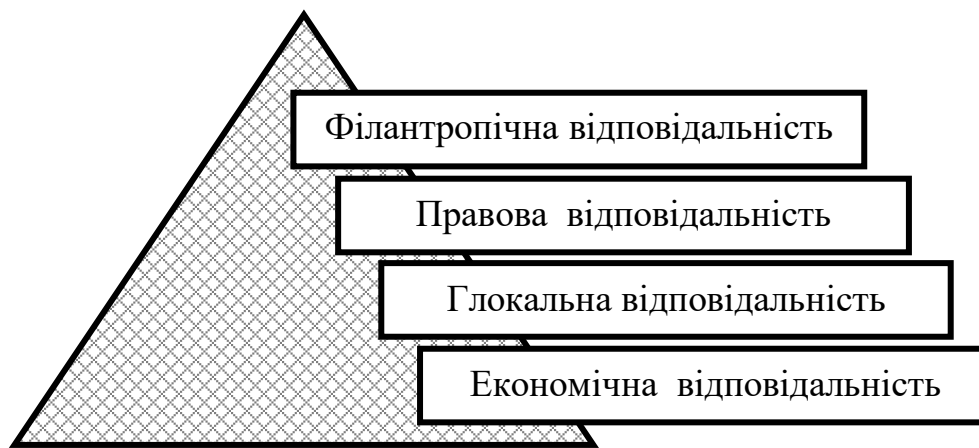 Філантропічна відповідальність
Правова відповідальність
Глокальна відповідальність
Економічна відповідальність